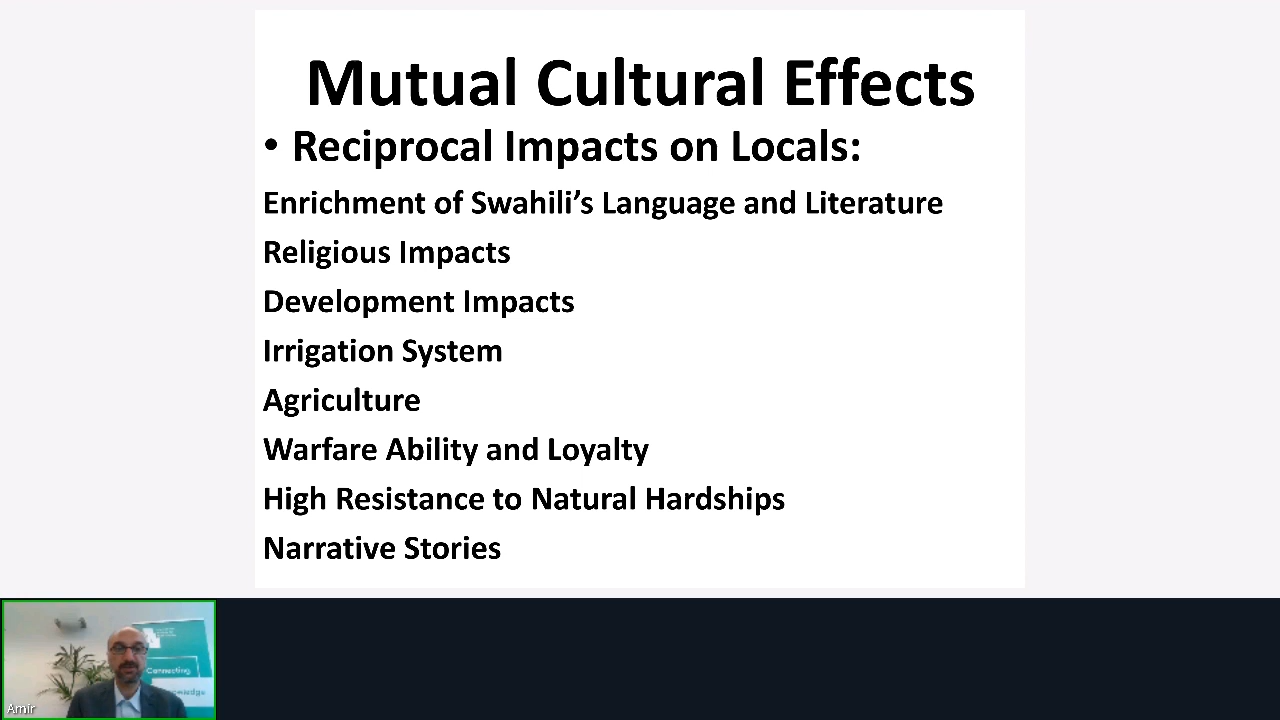 Mutual Cultural Effects
• Reciprocal Impacts on Locals:
Enrichment of Swahili’s Language and Literature
Religious Impacts
Development Impacts
Irrigation System
Agriculture
Warfare Ability and Loyalty
High Resistance to Natural Hardships
Narrative Stories
Connecting
Amir